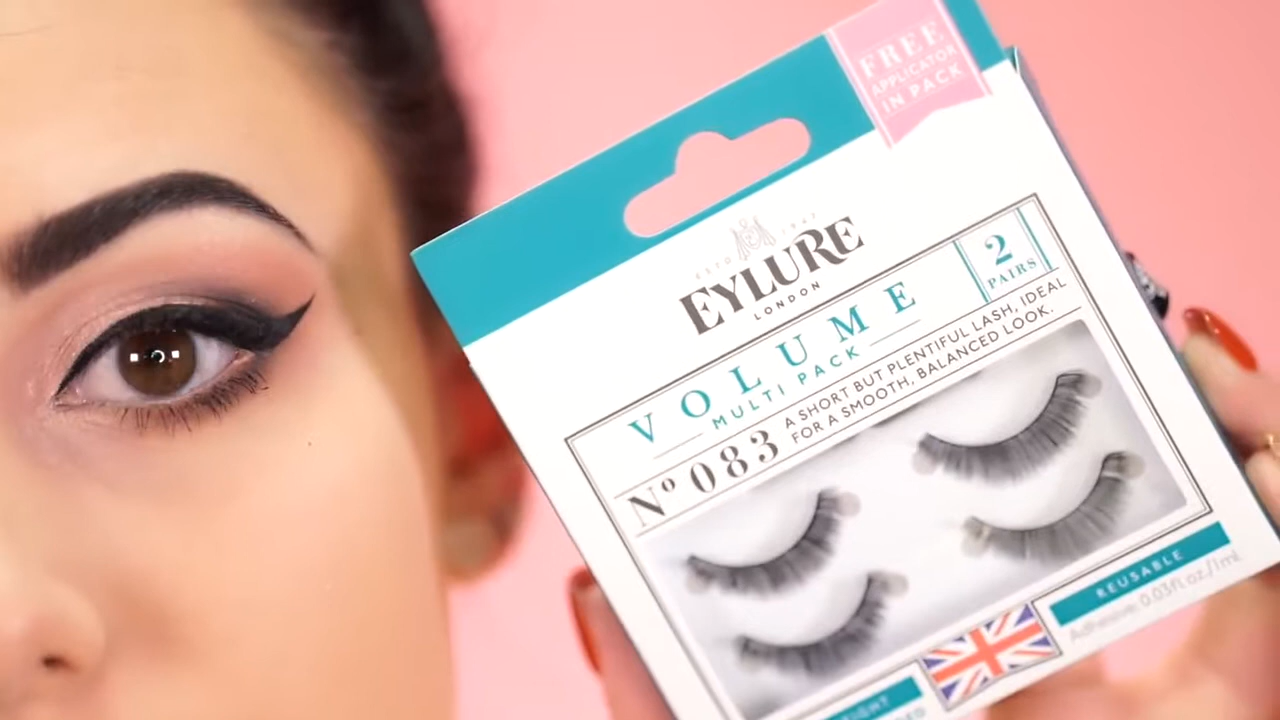 FREE
APPLICATOR
IN PACK
ESTD 1947
EYLURE
LONDON
2
PAIRS
VOLUME
MULTI PACK
Nº 083
A SHORT BUT PLENTIFUL LASH, IDEAL
FOR A SMOOTH, BALANCED LOOK.
REUSABLE
Adhesive: 0.03fl.oz./1ml